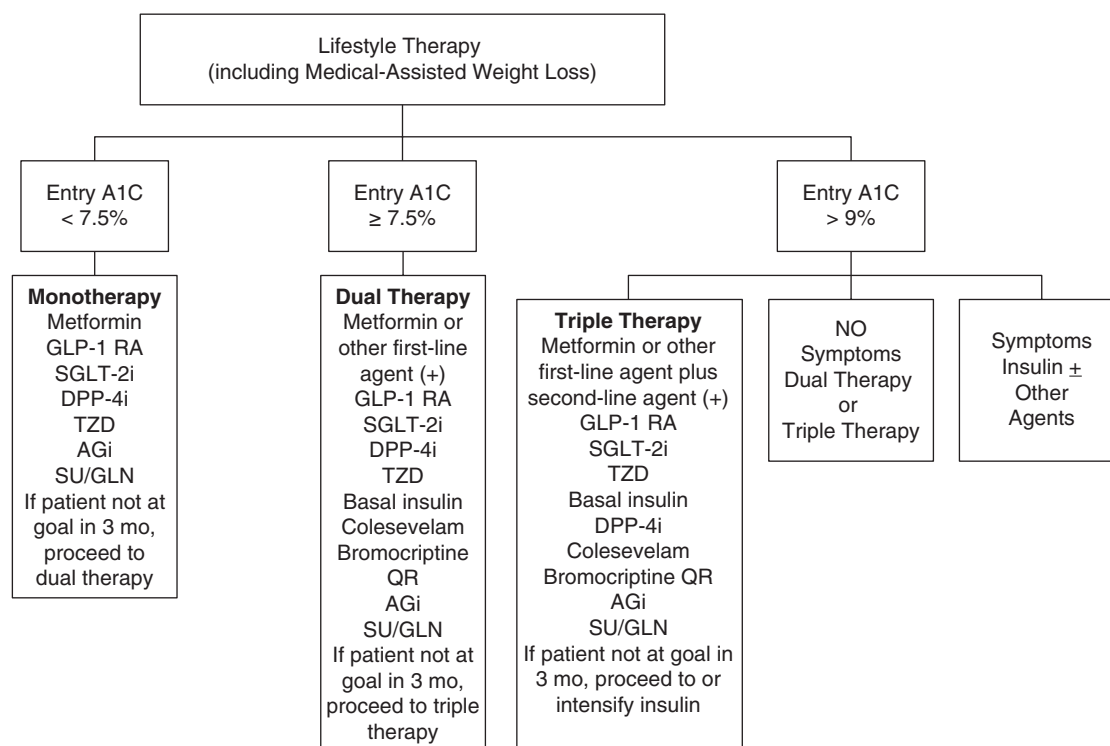 Lifestyle Therapy
(including Medical-Assisted Weight Loss)
Entry A1C
< 7.5%
Entry A1C
≥ 7.5%
Entry A1C
> 9%
Monotherapy
Metformin
GLP-1 RA
SGLT-2i
DPP-4i
TZD
AGi
SU/GLN
If patient not at
goal in 3 mo,
proceed to
dual therapy
Dual Therapy
Metformin or
other first-line
agent (+)
GLP-1 RA
SGLT-2i
DPP-4i
TZD
Basal insulin
Colesevelam
Bromocriptine
QR
AGi
SU/GLN
If patient not at
goal in 3 mo,
proceed to triple
therapy
Triple Therapy
Metformin or other
first-line agent plus
second-line agent (+)
GLP-1 RA
SGLT-2i
TZD
Basal insulin
DPP-4i
Colesevelam
Bromocriptine QR
AGi
SU/GLN
If patient not at goal in
3 mo, proceed to or
intensify insulin
NO
Symptoms
Dual Therapy
or
Triple Therapy
Symptoms
Insulin ±
Other
Agents